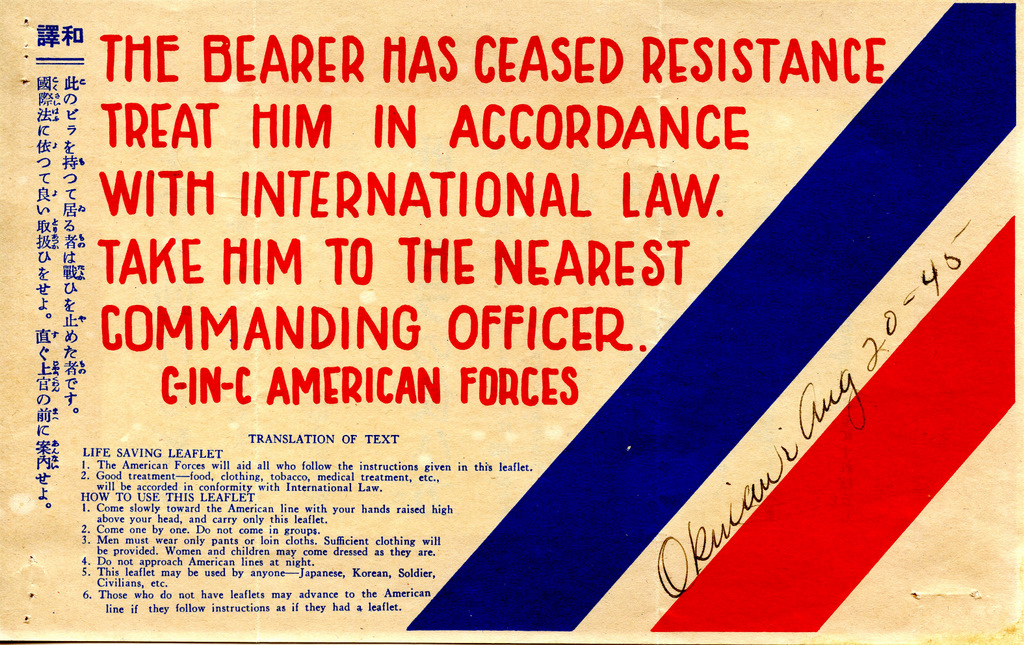 和譯
此のビラを持つて居る者は戰ひを止めた者です。
國際法に依つて良い取扱ひをせよ。直ぐ上官の前に案内せよ。
THE BEARER HAS CEASED RESISTANCE
TREAT HIM IN ACCORDANCE
WITH INTERNATIONAL LAW.
TAKE HIM TO THE NEAREST
COMMANDING OFFICER.
C-IN-C AMERICAN FORCES
TRANSLATION OF TEXT
LIFE SAVING LEAFLET
1. The American Forces will aid all who follow the instructions given in this leaflet.
2. Good treatment—food, clothing, tobacco, medical treatment, etc.,
will be accorded in conformity with International Law.
HOW TO USE THIS LEAFLET
1. Come slowly toward the American line with your hands raised high
above your head, and carry only this leaflet.
2. Come one by one. Do not come in groups.
3. Men must wear only pants or loin cloths. Sufficient clothing will
be provided. Women and children may come dressed as they are.
4. Do not approach American lines at night.
5. This leaflet may be used by anyone—Japanese, Korean, Soldier,
Civilians, etc.
6. Those who do not have leaflets may advance to the American
line if they follow instructions as if they had a leaflet.
Aug 20-45